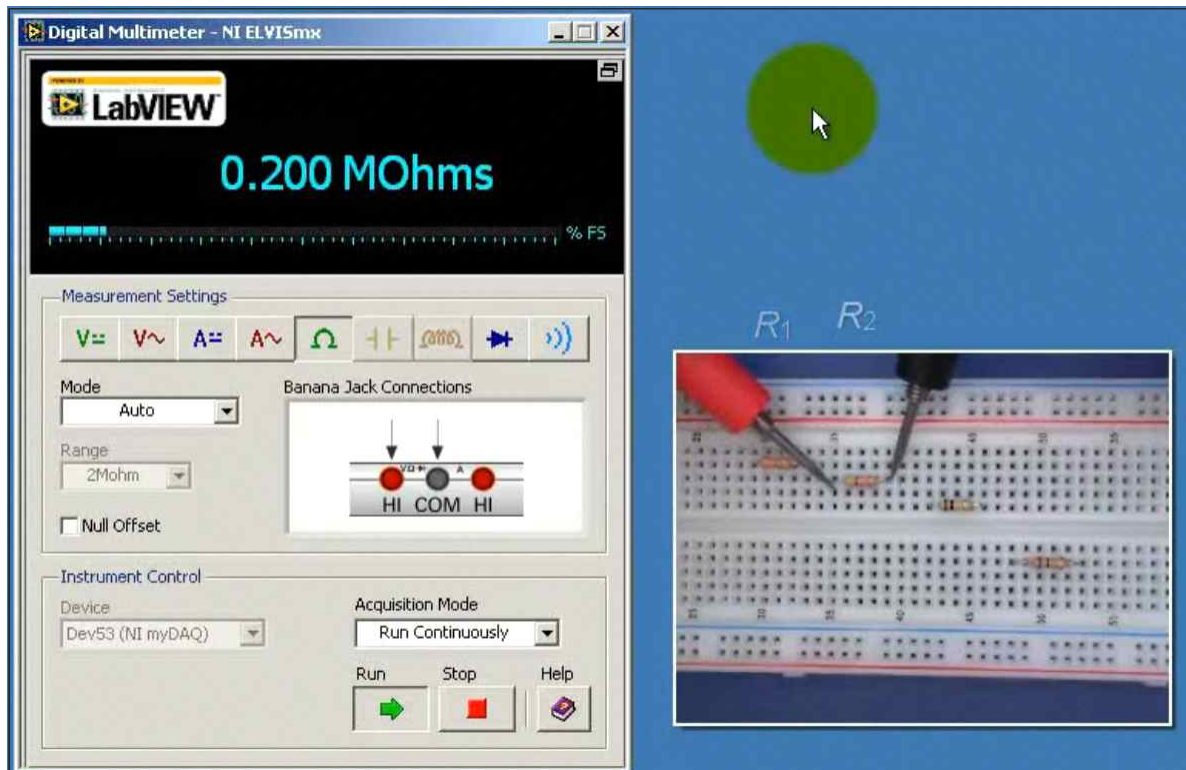 Digital Multimeter - NI ELVISmx
LabVIEW
0.200 MOhms
% FS
Measurement Settings
V
V
A
A
Ω
Mode
Banana Jack Connections
Auto
Range
2Mohm
VΩ
A
HI COM HI
Null Offset
Instrument Control
Device
Acquisition Mode
Dev53 (NI myDAQ)
Run Continuously
Run Stop Help
R1 R2